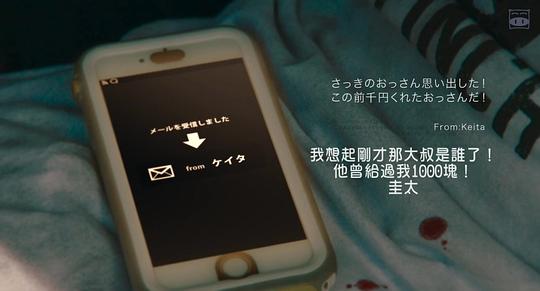 メールを受信しました
from ケイタ
さっきのおっさん思い出した！
この前千円くれたおっさんだ！
From:Keita
我想起剛才那大叔是誰了！
他曾給過我1000塊！
圭太